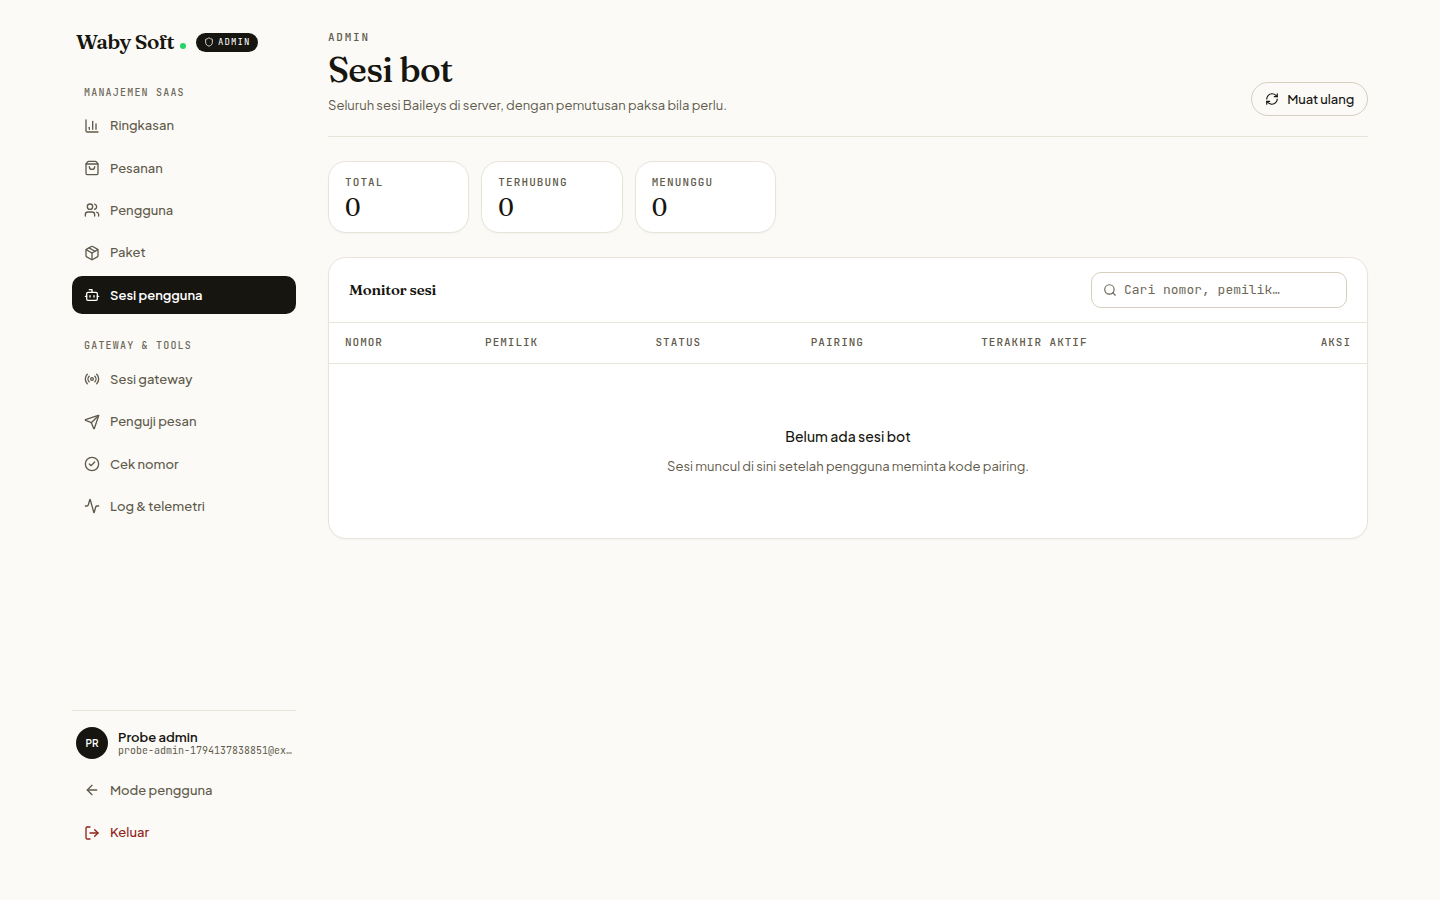 Waby Soft
ADMIN
MANAJEMEN SAAS
Ringkasan
Pesanan
Pengguna
Paket
Sesi pengguna
GATEWAY & TOOLS
Sesi gateway
Penguji pesan
Cek nomor
Log & telemetri
PR
Probe admin
probe-admin-1794137838851@ex…
Mode pengguna
Keluar
ADMIN
Sesi bot
Seluruh sesi Baileys di server, dengan pemutusan paksa bila perlu.
Muat ulang
TOTAL
0
TERHUBUNG
0
MENUNGGU
0
Monitor sesi
Cari nomor, pemilik…
NOMOR PEMILIK STATUS PAIRING TERAKHIR AKTIF AKSI
Belum ada sesi bot
Sesi muncul di sini setelah pengguna meminta kode pairing.